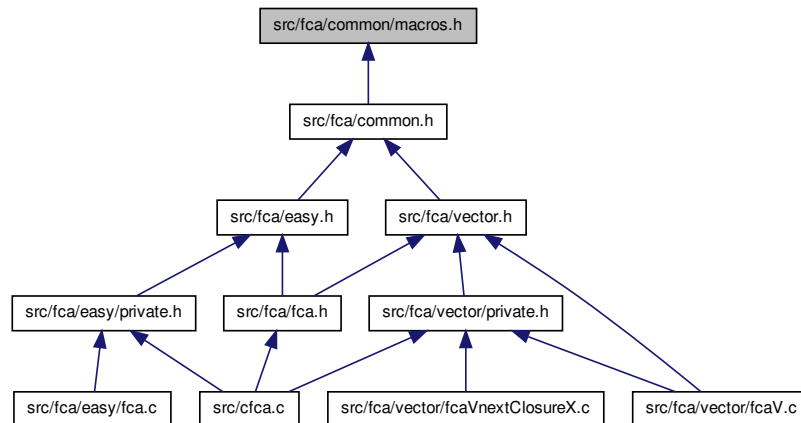 src/fca/common/macros.h
src/fca/common.h
src/fca/easy.h
src/fca/vector.h
src/fca/easy/private.h
src/fca/fca.h
src/fca/vector/private.h
src/fca/easy/fca.c
src/cfca.c
src/fca/vector/fcaVnextClosureX.c
src/fca/vector/fcaV.c